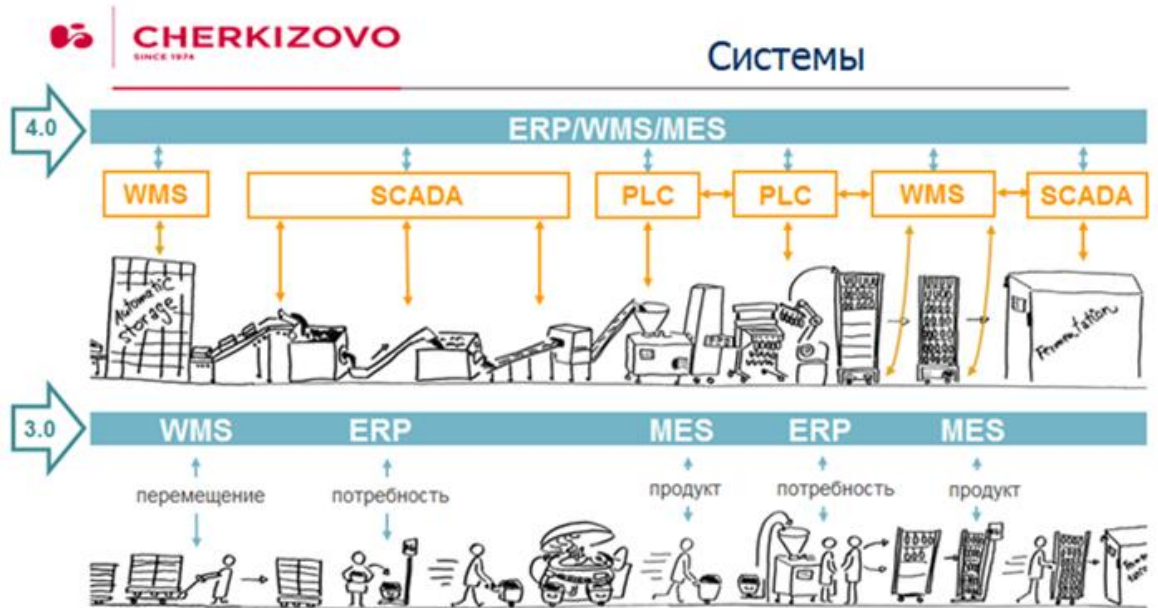 CHERKIZOVO
SINCE 1974
Системы
4.0
ERP/WMS/MES
WMS
SCADA
PLC
PLC
WMS
SCADA
Automatic
storage
Fermentation
3.0
WMS
ERP
MES
ERP
MES
перемещение
потребность
продукт
потребность
продукт